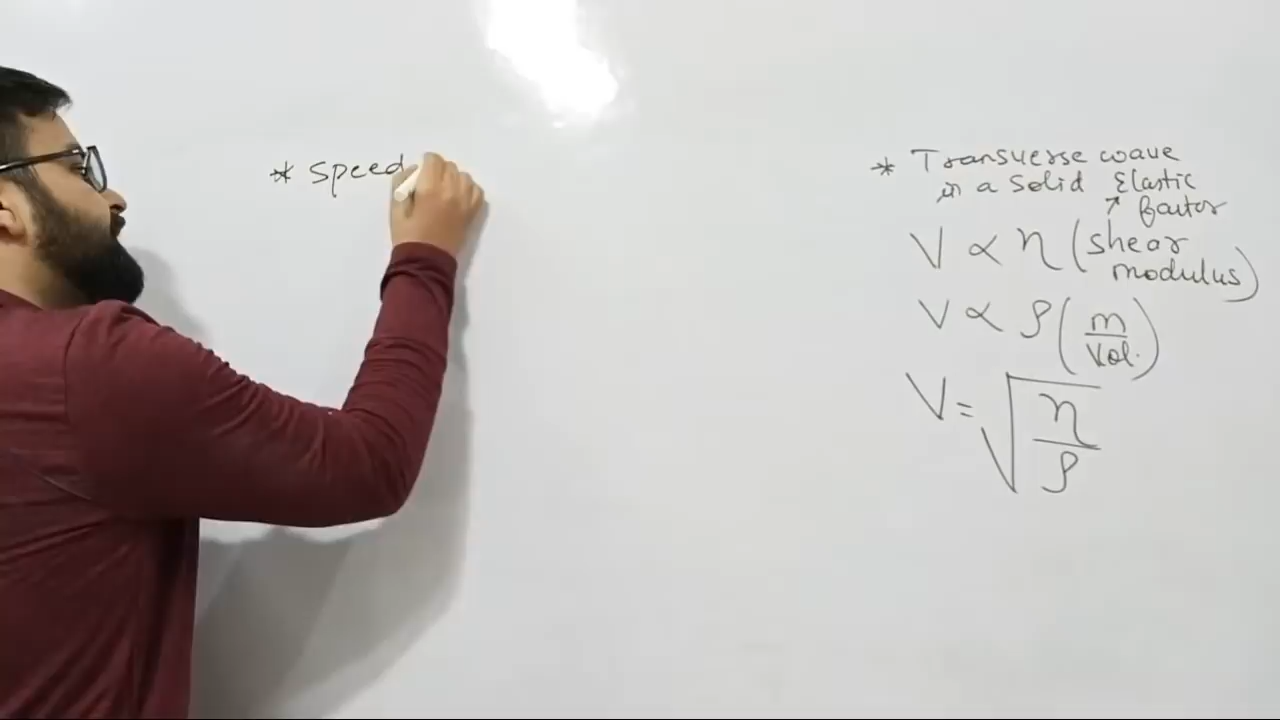 * Speed
* Transverse wave
in a solid Elastic
↗ factor
V ∝ η (shear
modulus)
V ∝ ρ (m/Vol.)
V = √(η/ρ)